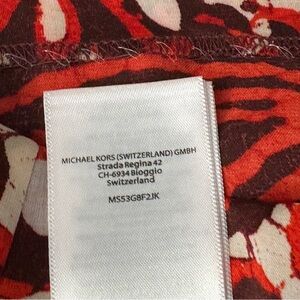 MICHAEL KORS (SWITZERLAND) GMBH
Strada Regina 42
CH-6934 Bioggio
Switzerland
MS53G8F2JK